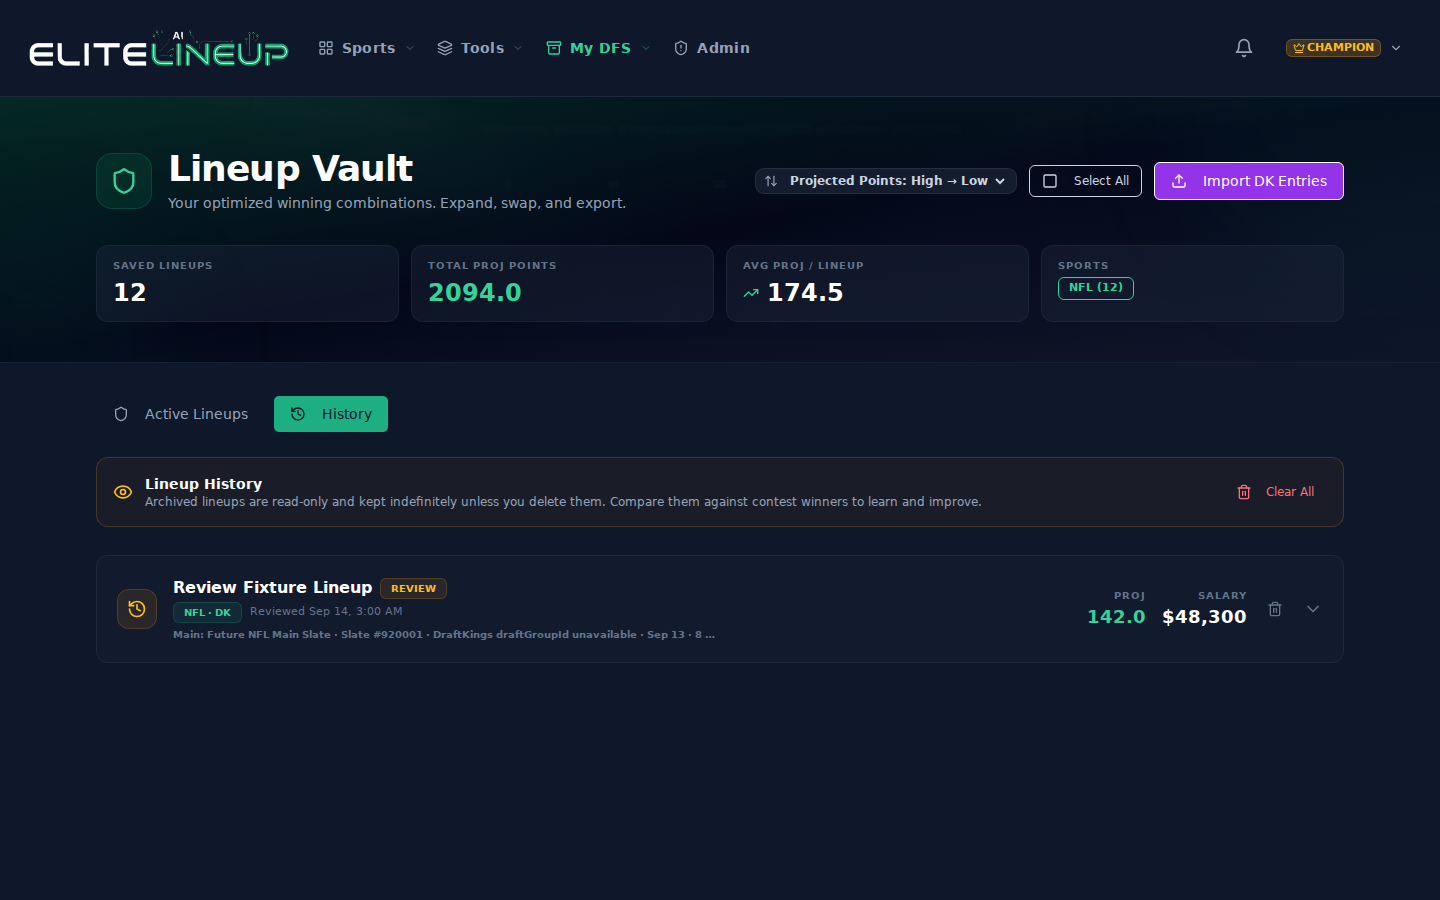 ELITELINEUP AI
Sports
Tools
My DFS
Admin
CHAMPION
Lineup Vault
Your optimized winning combinations. Expand, swap, and export.
Projected Points: High → Low
Select All
Import DK Entries
SAVED LINEUPS
12
TOTAL PROJ POINTS
2094.0
AVG PROJ / LINEUP
174.5
SPORTS
NFL (12)
Active Lineups
History
Lineup History
Archived lineups are read-only and kept indefinitely unless you delete them. Compare them against contest winners to learn and improve.
Clear All
Review Fixture Lineup REVIEW
NFL · DK Reviewed Sep 14, 3:00 AM
Main: Future NFL Main Slate · Slate #920001 · DraftKings draftGroupId unavailable · Sep 13 · 8 ...
PROJ
142.0
SALARY
$48,300